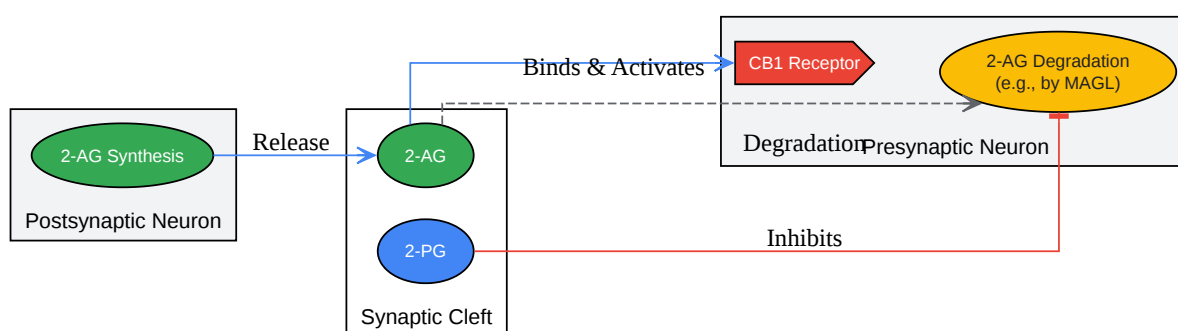 Binds & Activates
CB1 Receptor
2-AG Degradation
(e.g., by MAGL)
Degradation
Presynaptic Neuron
2-AG Synthesis
Release
2-AG
Postsynaptic Neuron
2-PG
Inhibits
Synaptic Cleft